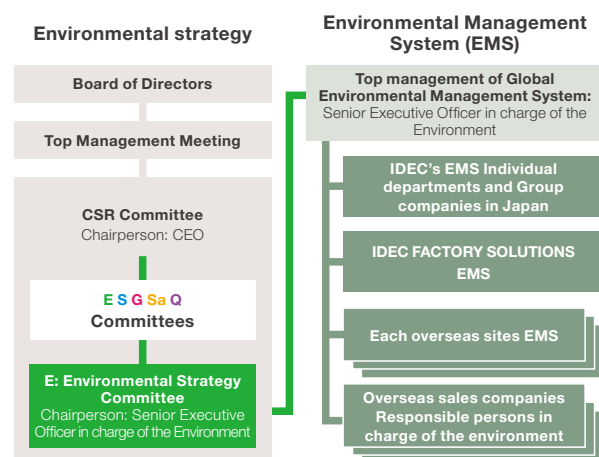 Environmental strategy
Board of Directors
Top Management Meeting
CSR Committee
Chairperson: CEO
E S G Sa Q
Committees
E: Environmental Strategy
Committee
Chairperson: Senior Executive
Officer in charge of the Environment
Environmental Management
System (EMS)
Top management of Global
Environmental Management System:
Senior Executive Officer in charge of the
Environment
IDEC's EMS Individual
departments and Group
companies in Japan
IDEC FACTORY SOLUTIONS
EMS
Each overseas sites EMS
Overseas sales companies
Responsible persons in
charge of the environment